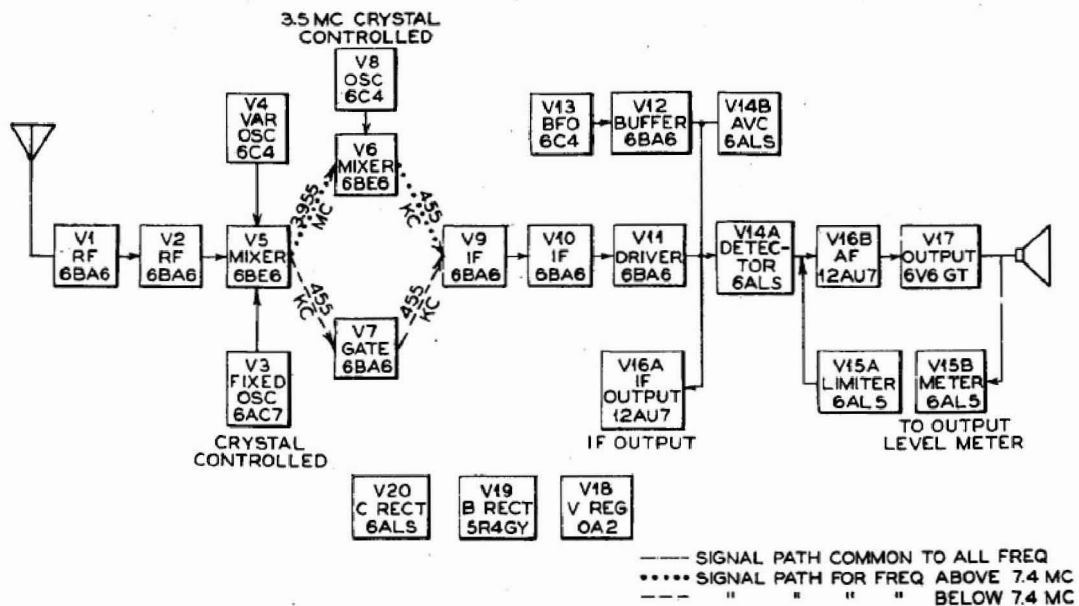 3.5 MC CRYSTAL
CONTROLLED
V8
OSC
6C4
V4
VAR
OSC
6C4
V6
MIXER
6BE6
V13
BFO
6C4
V12
BUFFER
6BA6
V14B
AVC
6ALS
3.955
MC
455
KC
V1
RF
6BA6
V2
RF
6BA6
V5
MIXER
6BE6
V9
IF
6BA6
V10
IF
6BA6
V11
DRIVER
6BA6
V14A
DETEC-
TOR
6ALS
V16B
AF
12AU7
V17
OUTPUT
6V6 GT
455
KC
455
KC
V7
GATE
6BA6
V3
FIXED
OSC
6AC7
CRYSTAL
CONTROLLED
V16A
IF
OUTPUT
12AU7
IF OUTPUT
V15A
LIMITER
6AL5
V15B
METER
6AL5
TO OUTPUT
LEVEL METER
V20
C RECT
6ALS
V19
B RECT
5R4GY
V18
V REG
OA2
SIGNAL PATH COMMON TO ALL FREQ
SIGNAL PATH FOR FREQ ABOVE 7.4 MC
" " " " BELOW 7.4 MC